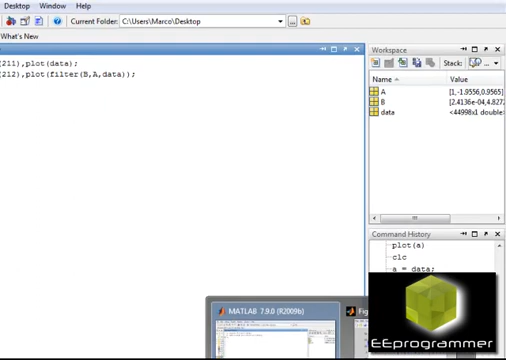 Desktop Window Help
Current Folder: C:\Users\Marco\Desktop
What's New
(211),plot(data);
(212),plot(filter(B,A,data));
Workspace
Stack:
Name Value
A [1,-1.9556,0.9565]
B [2.4136e-04,4.8272
data <44998x1 double>
Command History
plot(a)
clc
a = data;
MATLAB 7.9.0 (R2009b)
Fig
EEprogrammer